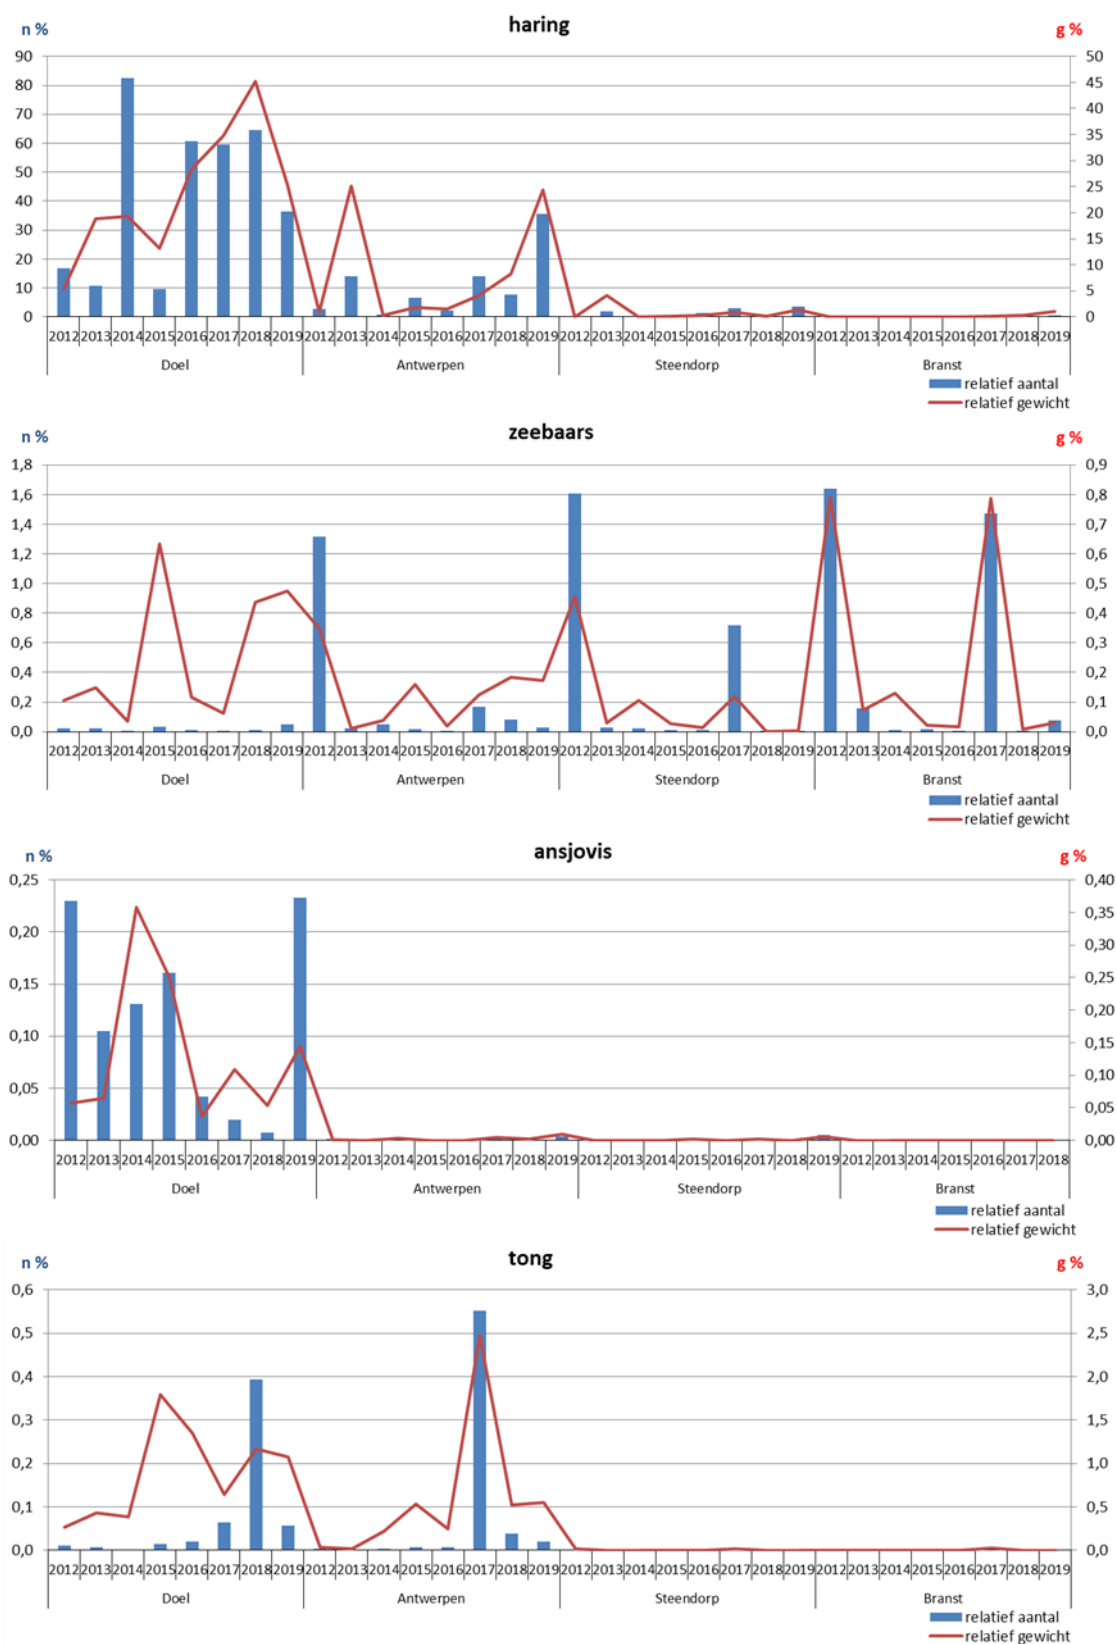 haring
n %
g %
90 50
80 45
70 40
60 35
50 30
40 25
30 20
20 15
10 10
0 5
0
2012 2013 2014 2015 2016 2017 2018 2019 2012 2013 2014 2015 2016 2017 2018 2019 2012 2013 2014 2015 2016 2017 2018 2019 2012 2013 2014 2015 2016 2017 2018 2019
Doel Antwerpen Steendorp Branst
relatief aantal
relatief gewicht
zeebaars
n %
g %
1,8 0,9
1,6 0,8
1,4 0,7
1,2 0,6
1,0 0,5
0,8 0,4
0,6 0,3
0,4 0,2
0,2 0,1
0,0 0,0
2012 2013 2014 2015 2016 2017 2018 2019 2012 2013 2014 2015 2016 2017 2018 2019 2012 2013 2014 2015 2016 2017 2018 2019 2012 2013 2014 2015 2016 2017 2018 2019
Doel Antwerpen Steendorp Branst
relatief aantal
relatief gewicht
ansjovis
n %
g %
0,25 0,40
0,20 0,35
0,15 0,30
0,10 0,25
0,05 0,20
0,00 0,15
0,10
0,05
0,00
2012 2013 2014 2015 2016 2017 2018 2019 2012 2013 2014 2015 2016 2017 2018 2019 2012 2013 2014 2015 2016 2017 2018 2019 2012 2013 2014 2015 2016 2017 2018
Doel Antwerpen Steendorp Branst
relatief aantal
relatief gewicht
tong
n %
g %
0,6 3,0
0,5 2,5
0,4 2,0
0,3 1,5
0,2 1,0
0,1 0,5
0,0 0,0
2012 2013 2014 2015 2016 2017 2018 2019 2012 2013 2014 2015 2016 2017 2018 2019 2012 2013 2014 2015 2016 2017 2018 2019 2012 2013 2014 2015 2016 2017 2018 2019
Doel Antwerpen Steendorp Branst
relatief aantal
relatief gewicht